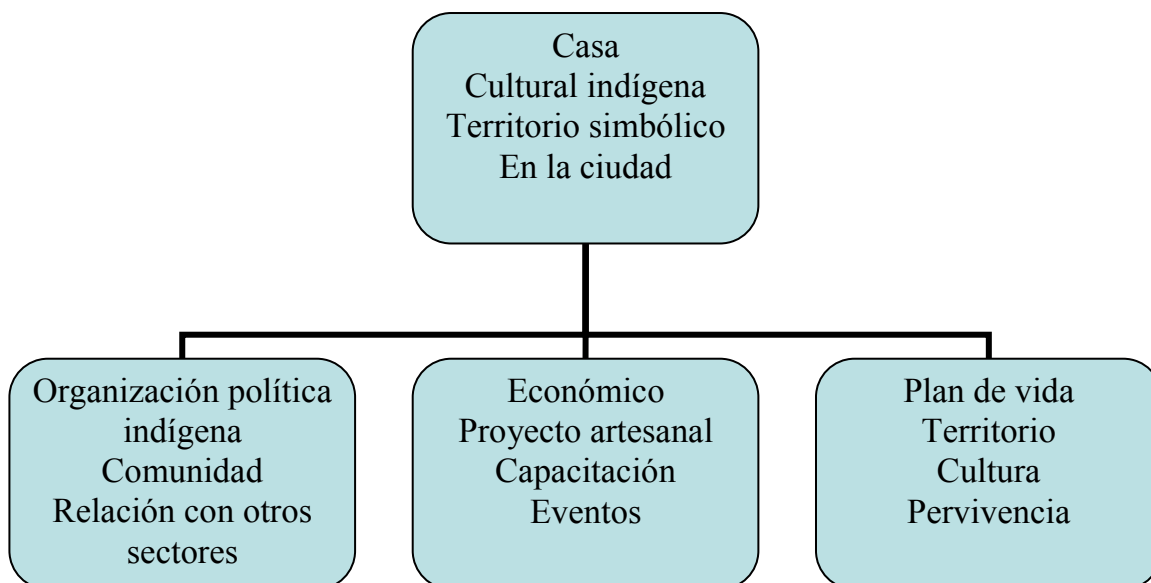 Casa
Cultural indígena
Territorio simbólico
En la ciudad
Organización política
indígena
Comunidad
Relación con otros
sectores
Económico
Proyecto artesanal
Capacitación
Eventos
Plan de vida
Territorio
Cultura
Pervivencia